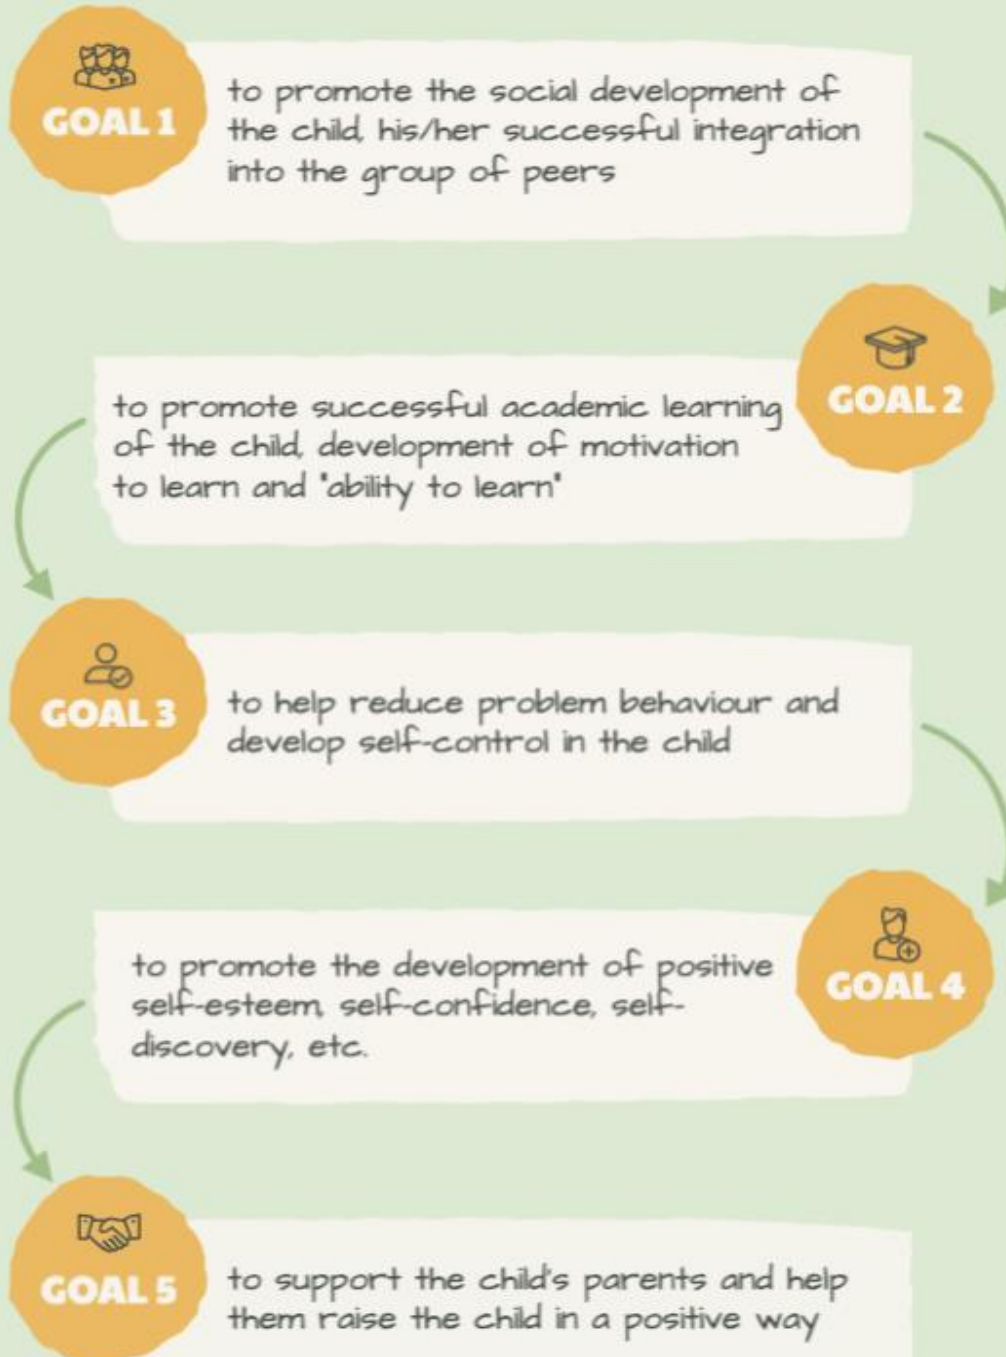 GOAL 1
to promote the social development of
the child, his/her successful integration
into the group of peers
GOAL 2
to promote successful academic learning
of the child, development of motivation
to learn and "ability to learn"
GOAL 3
to help reduce problem behaviour and
develop self-control in the child
GOAL 4
to promote the development of positive
self-esteem, self-confidence, self-
discovery, etc.
GOAL 5
to support the child's parents and help
them raise the child in a positive way